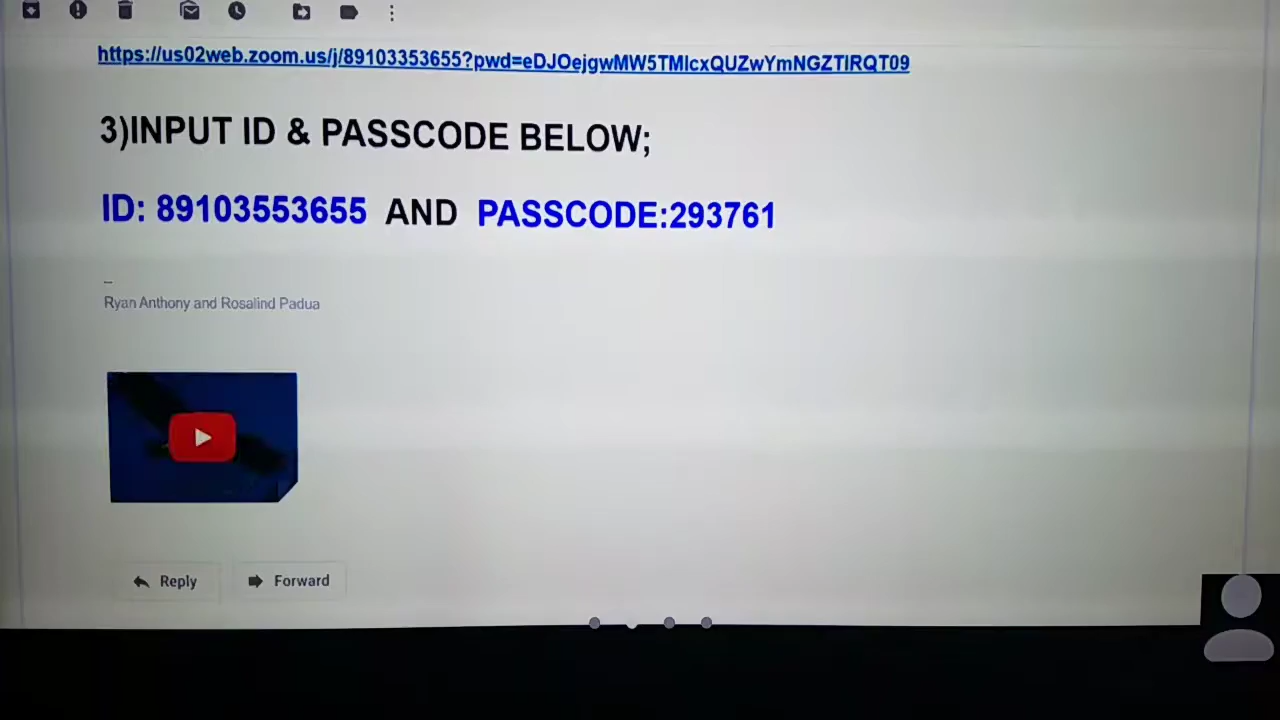 https://us02web.zoom.us/j/89103353655?pwd=eDJOejgwMW5TMlcxQUZwYmNGZTlRQT09
3)INPUT ID & PASSCODE BELOW;
ID: 89103553655 AND PASSCODE:293761
--
Ryan Anthony and Rosalind Padua
Reply Forward